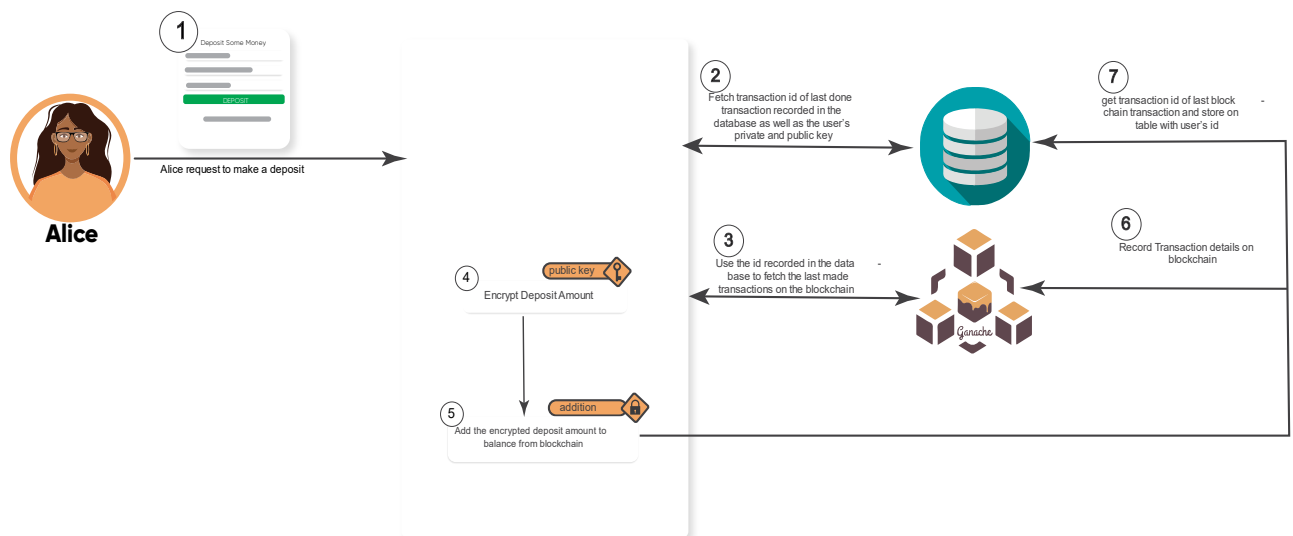 1
Deposit Some Money
DEPOSIT
Alice request to make a deposit
Alice
2
Fetch transaction id of last done
transaction recorded in the
database as well as the user's
private and public key
7
get transaction id of last block -
chain transaction and store on
table with user's id
3
Use the id recorded in the data -
base to fetch the last made
transactions on the blockchain
6
Record Transaction details on
blockchain
Ganache
4
public key
Encrypt Deposit Amount
5
addition
Add the encrypted deposit amount to
balance from blockchain